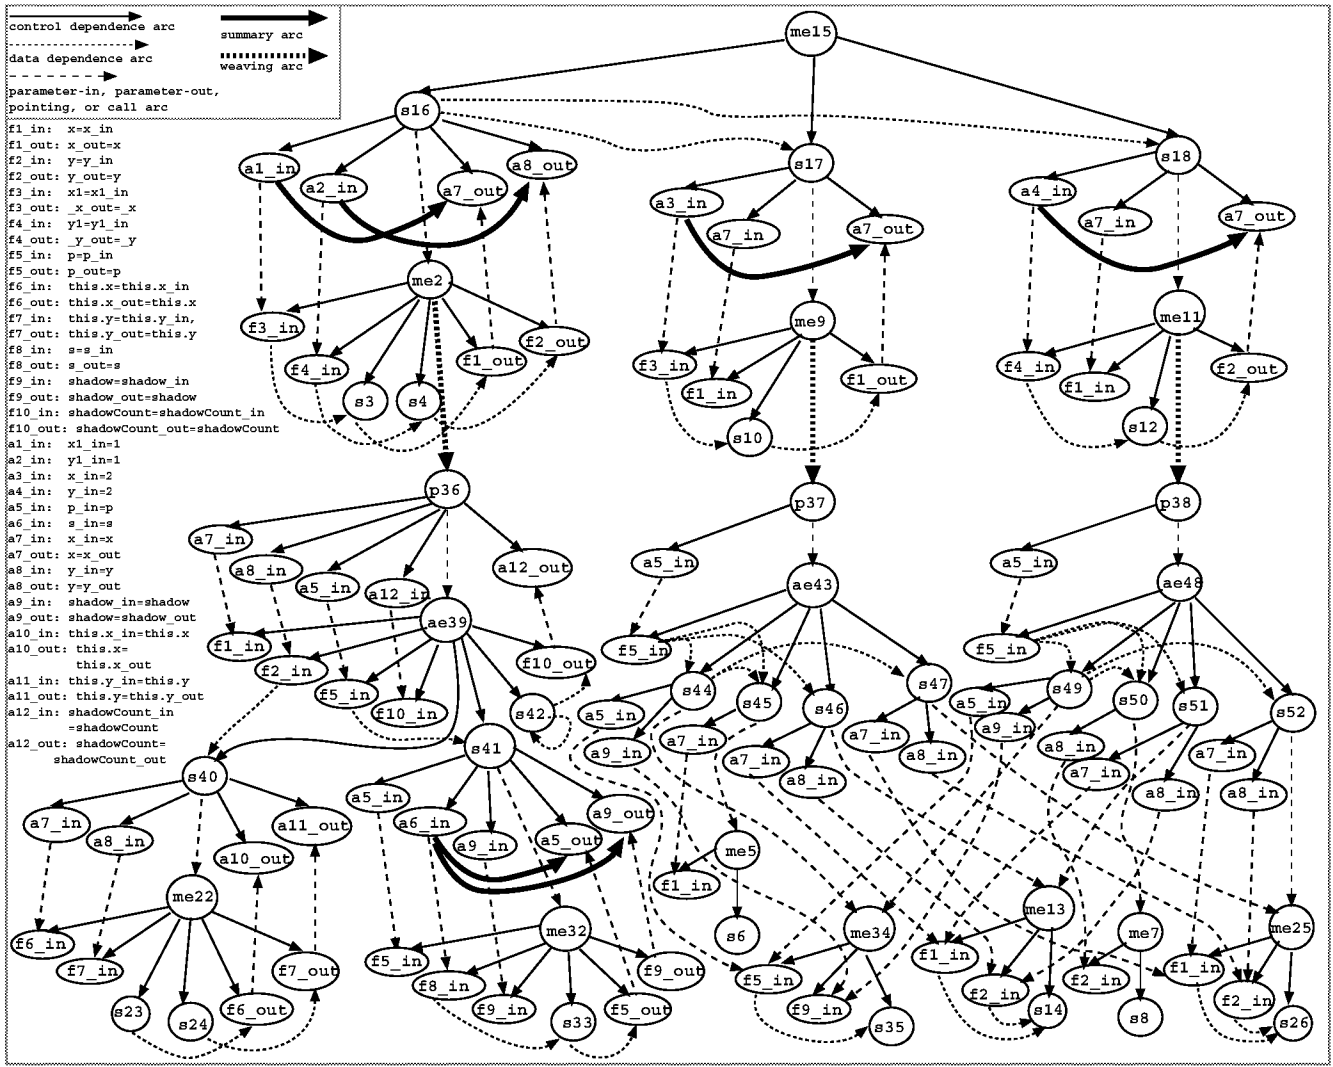 control dependence arc
summary arc
data dependence arc
weaving arc
parameter-in, parameter-out,
pointing, or call arc
f1_in: x=x_in
f1_out: x_out=x
f2_in: y=y_in
f2_out: y_out=y
f3_in: x1=x1_in
f3_out: _x_out=_x
f4_in: y1=y1_in
f4_out: _y_out=_y
f5_in: p=p_in
f5_out: p_out=p
f6_in: this.x=this.x_in
f6_out: this.x_out=this.x
f7_in: this.y=this.y_in,
f7_out: this.y_out=this.y
f8_in: s=s_in
f8_out: s_out=s
f9_in: shadow=shadow_in
f9_out: shadow_out=shadow
f10_in: shadowCount=shadowCount_in
f10_out: shadowCount_out=shadowCount
a1_in: x1_in=1
a2_in: y1_in=1
a3_in: x_in=2
a4_in: y_in=2
a5_in: p_in=p
a6_in: s_in=s
a7_in: x_in=x
a7_out: x=x_out
a8_in: y_in=y
a8_out: y=y_out
a9_in: shadow_in=shadow
a9_out: shadow=shadow_out
a10_in: this.x_in=this.x
a10_out: this.x=
this.x_out
a11_in: this.y_in=this.y
a11_out: this.y=this.y_out
a12_in: shadowCount_in
=shadowCount
a12_out: shadowCount=
shadowCount_out
me15
s16
s17
s18
a1_in
a2_in
a7_out
a8_out
a3_in
a7_in
a7_out
a4_in
a7_in
a7_out
me2
me9
me11
f3_in
f4_in
s3
s4
f1_out
f2_out
f3_in
f1_in
s10
f1_out
f4_in
f1_in
s12
f2_out
p36
p37
p38
a7_in
a8_in
a5_in
a12_in
a12_out
a5_in
a5_in
ae39
ae43
ae48
f1_in
f2_in
f5_in
f10_in
s42
f10_out
f5_in
s44
s45
s46
s47
f5_in
s49
s50
s51
s52
s40
s41
a5_in
a9_in
a7_in
a7_in
a8_in
a7_in
a8_in
a5_in
a9_in
a8_in
a7_in
a8_in
a7_in
a8_in
a7_in
a8_in
a10_out
a11_out
a5_in
a6_in
a9_in
a5_out
a9_out
me5
f1_in
s6
me22
me32
me34
me13
me7
me25
f6_in
f7_in
s23
s24
f6_out
f7_out
f5_in
f8_in
f9_in
s33
f5_out
f9_out
f5_in
f9_in
s35
f1_in
f2_in
s14
f2_in
s8
f1_in
f2_in
s26